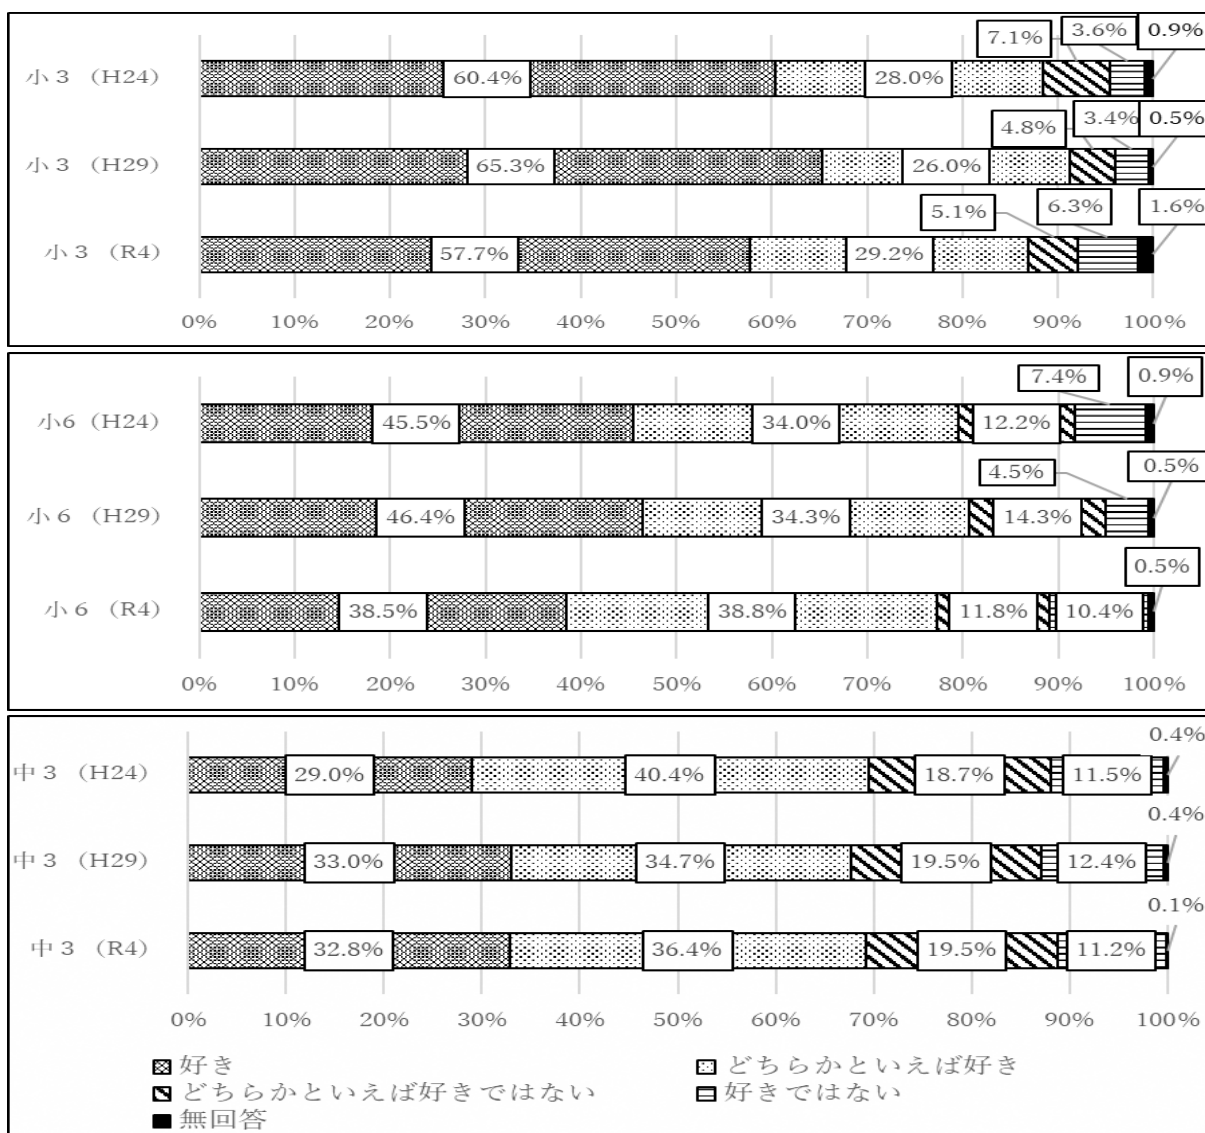 7.1% 3.6% 0.9%
小3 (H24) 60.4% 28.0%
4.8% 3.4% 0.5%
小3 (H29) 65.3% 26.0%
5.1% 6.3% 1.6%
小3 (R4) 57.7% 29.2%
0% 10% 20% 30% 40% 50% 60% 70% 80% 90% 100%
7.4% 0.9%
小6 (H24) 45.5% 34.0% 12.2%
4.5% 0.5%
小6 (H29) 46.4% 34.3% 14.3%
0.5%
小6 (R4) 38.5% 38.8% 11.8% 10.4%
0% 10% 20% 30% 40% 50% 60% 70% 80% 90% 100%
0.4%
中3 (H24) 29.0% 40.4% 18.7% 11.5%
0.4%
中3 (H29) 33.0% 34.7% 19.5% 12.4%
0.1%
中3 (R4) 32.8% 36.4% 19.5% 11.2%
0% 10% 20% 30% 40% 50% 60% 70% 80% 90% 100%
好き どちらかといえば好き
どちらかといえば好きではない 好きではない
無回答